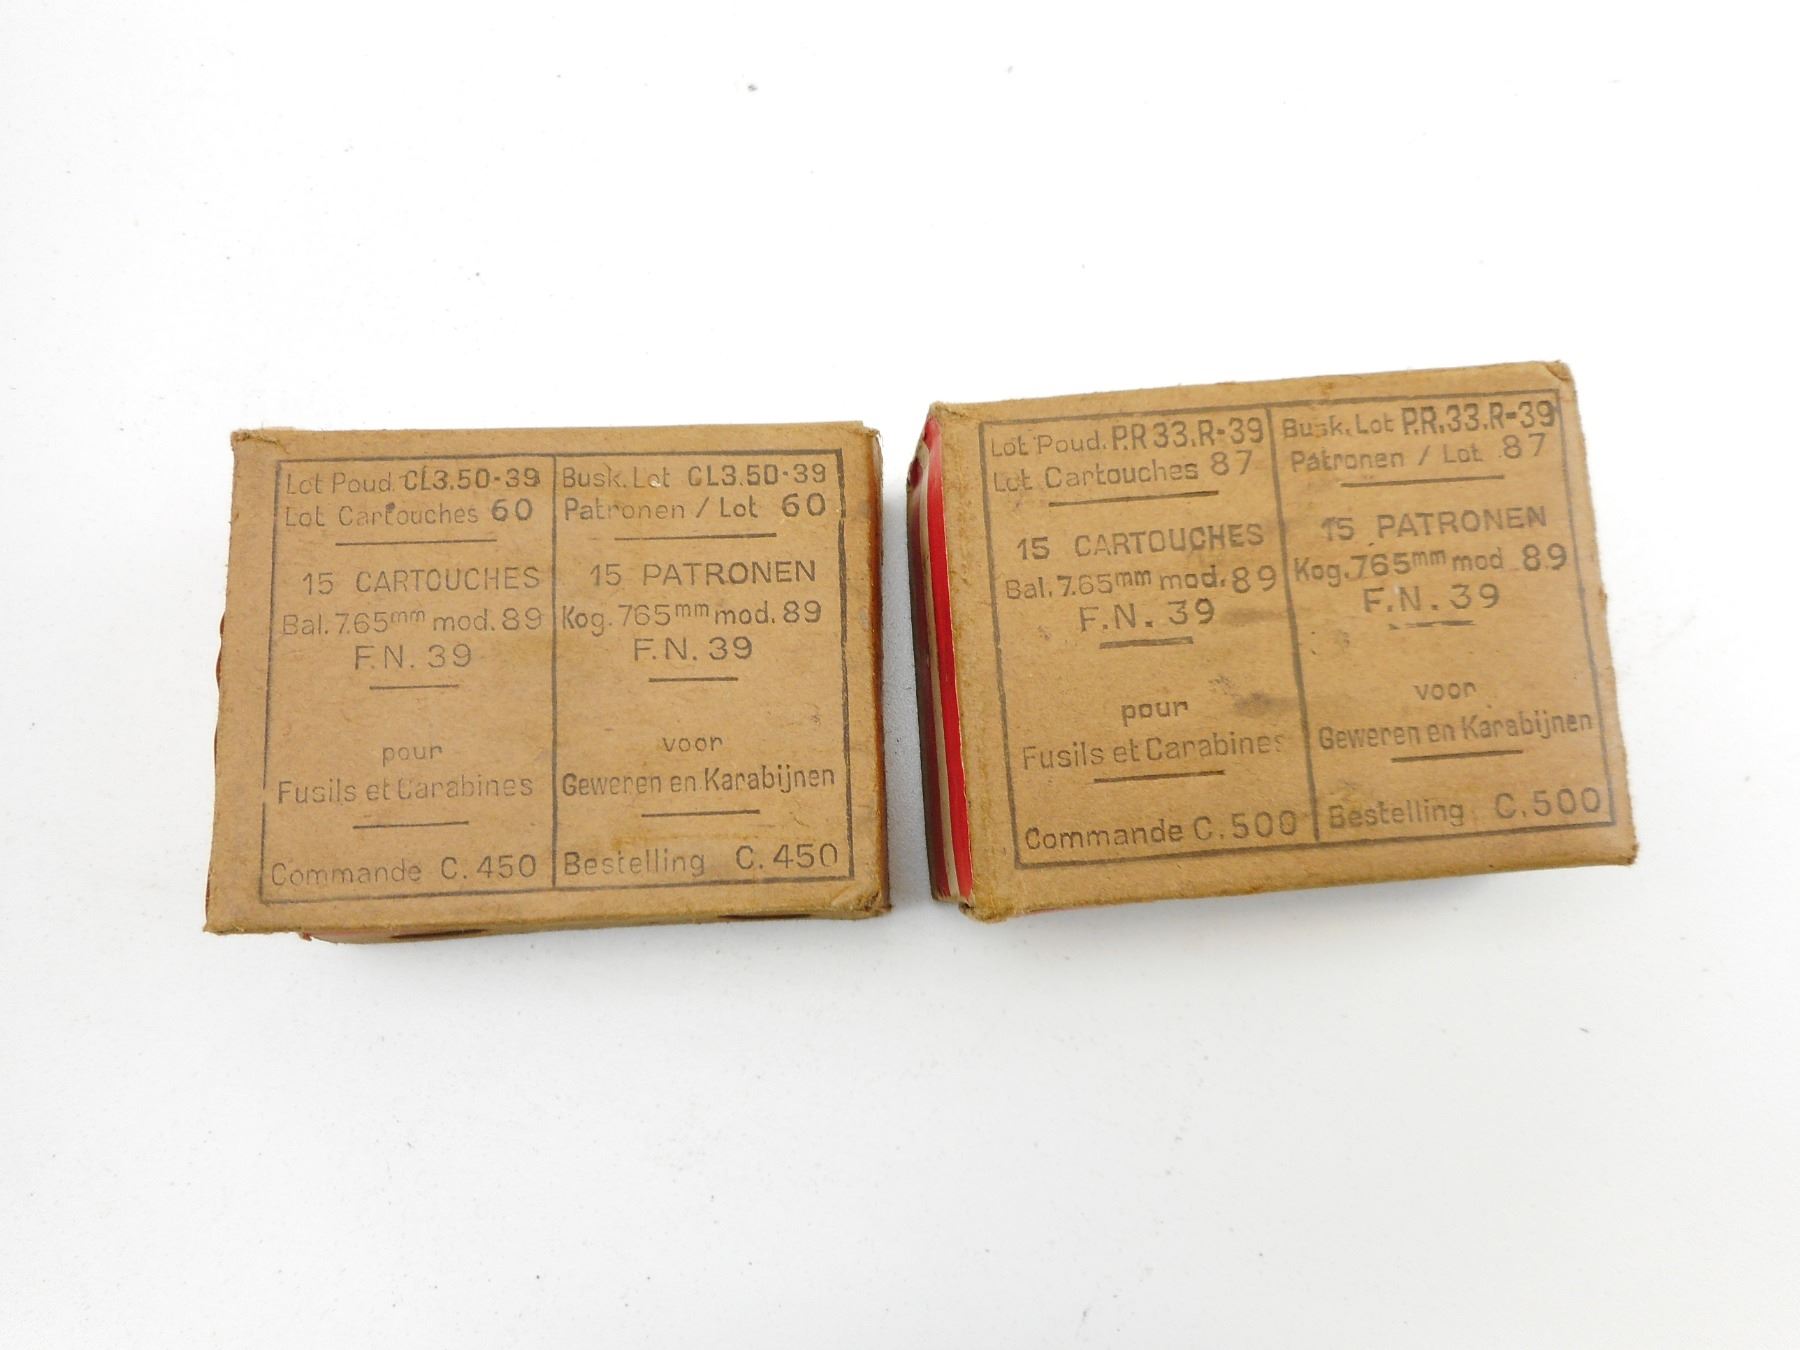 Lot Poud. CL3.50-39
Lot Cartouches 60
15 CARTOUCHES
Bal. 7.65mm mod. 89
F.N. 39
pour
Fusils et Carabines
Commande C. 450
Busk. Lot CL3.50-39
Patronen / Lot 60
15 PATRONEN
Kog. 765mm mod. 89
F.N. 39
voor
Geweren en Karabijnen
Bestelling C. 450
Lot Poud. P.R 33.R-39
Lot Cartouches 87
15 CARTOUCHES
Bal. 7.65mm mod. 89
F.N. 39
pour
Fusils et Carabines
Commande C. 500
Busk. Lot P.R. 33.R-39
Patronen / Lot 87
15 PATRONEN
Kog. 765mm mod 89
F.N. 39
voor
Geweren en Karabijnen
Bestelling C. 500